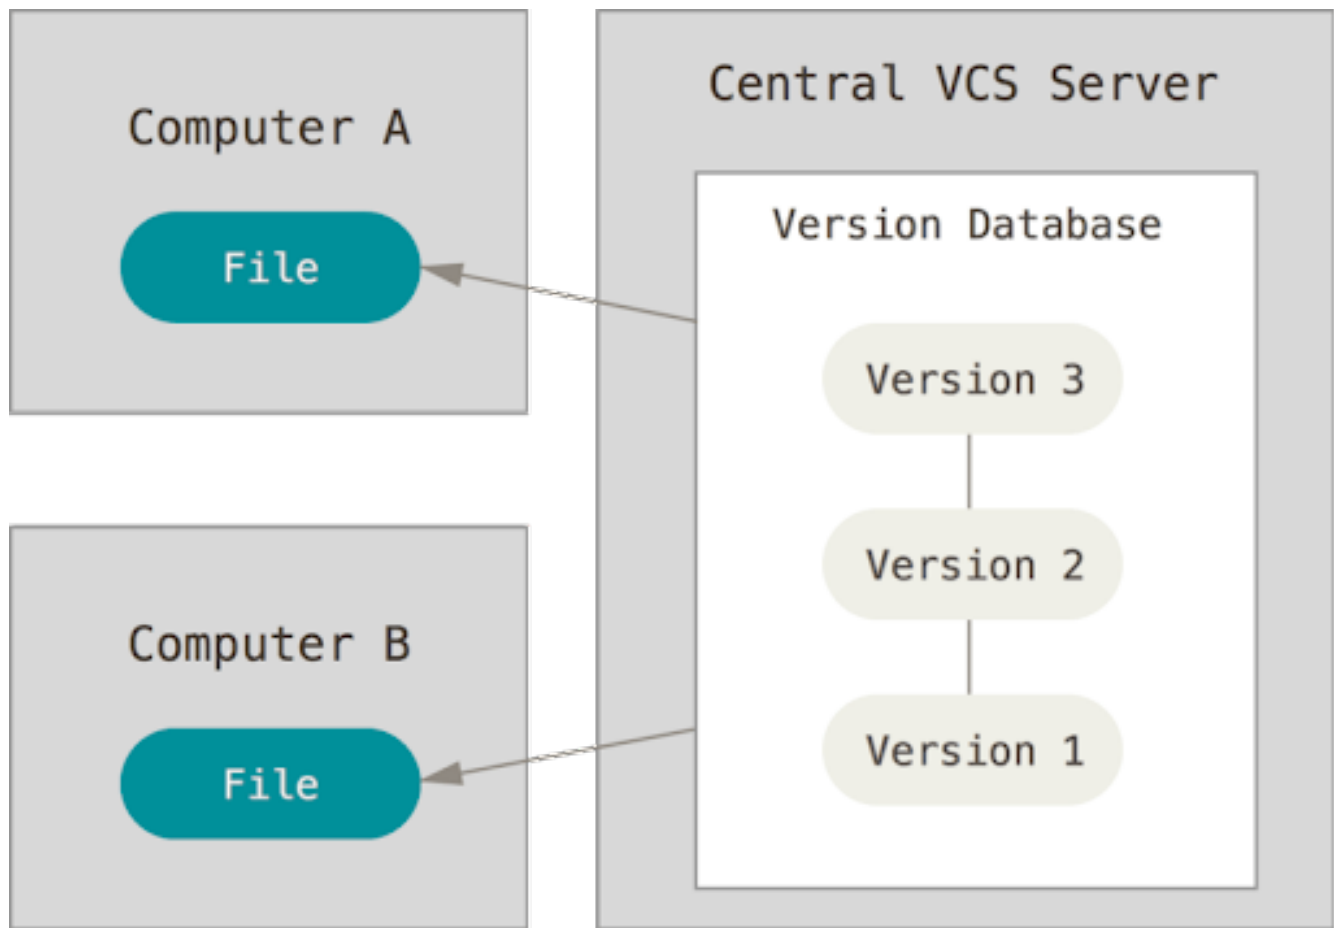 Computer A
File
Computer B
File
Central VCS Server
Version Database
Version 3
Version 2
Version 1